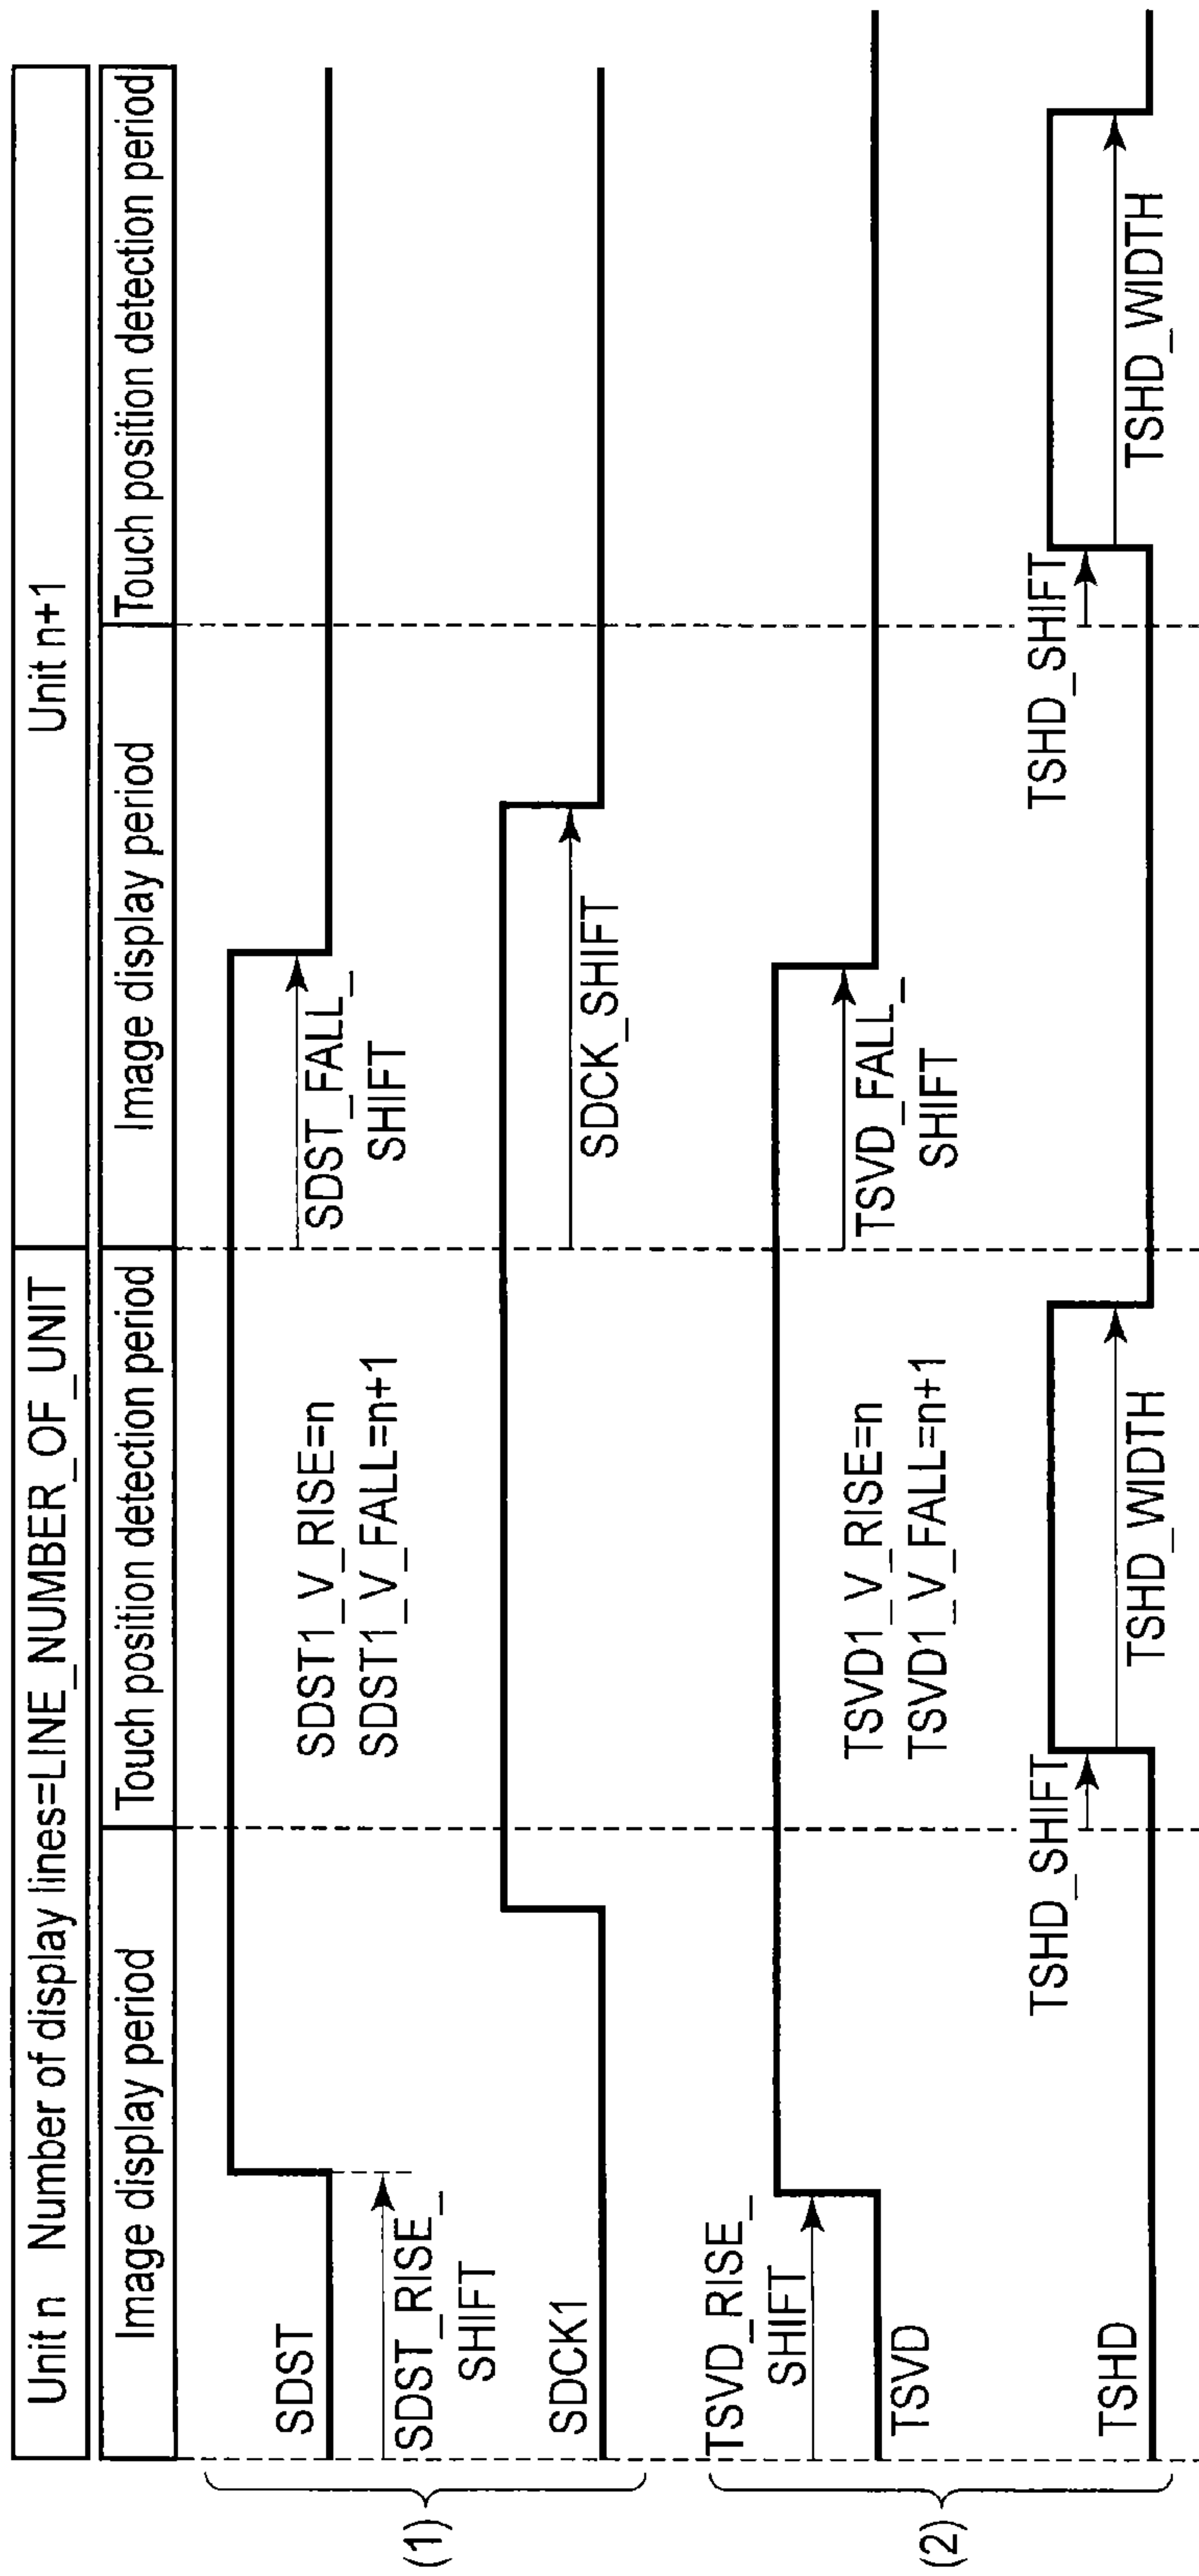 Unit n Number of display lines=LINE_NUMBER_OF_UNIT
Unit n+1
Image display period
Touch position detection period
Image display period
Touch position detection period
(1)
SDST
SDST_RISE_
SHIFT
SDST1_V_RISE=n
SDST1_V_FALL=n+1
SDST_FALL_
SHIFT
SDCK1
SDCK_SHIFT
(2)
TSVD_RISE_
SHIFT
TSVD
TSVD1_V_RISE=n
TSVD1_V_FALL=n+1
TSVD_FALL_
SHIFT
TSHD
TSHD_SHIFT
TSHD_WIDTH
TSHD_SHIFT
TSHD_WIDTH